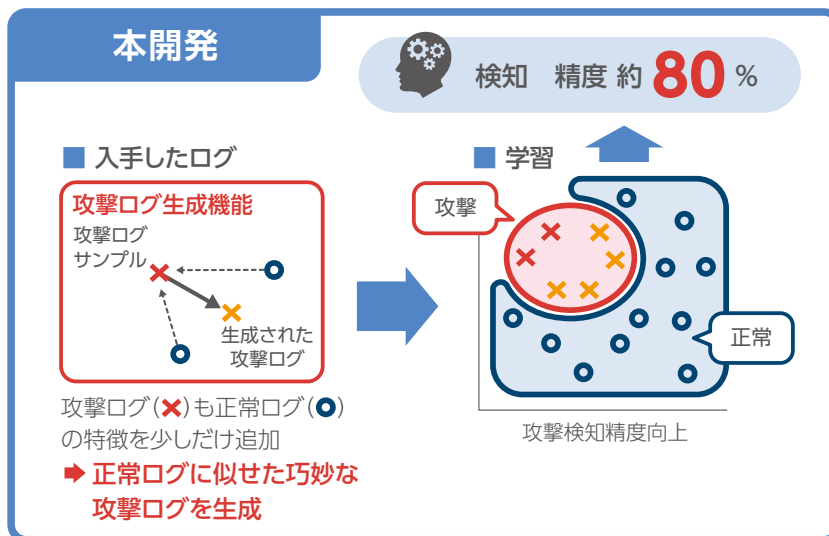 本開発
検知 精度 約 80 %
■ 入手したログ
攻撃ログ生成機能
攻撃ログ
サンプル
生成された
攻撃ログ
攻撃ログ(×)も正常ログ(○)
の特徴を少しだけ追加
➡ 正常ログに似せた巧妙な
攻撃ログを生成
■ 学習
攻撃
正常
攻撃検知精度向上